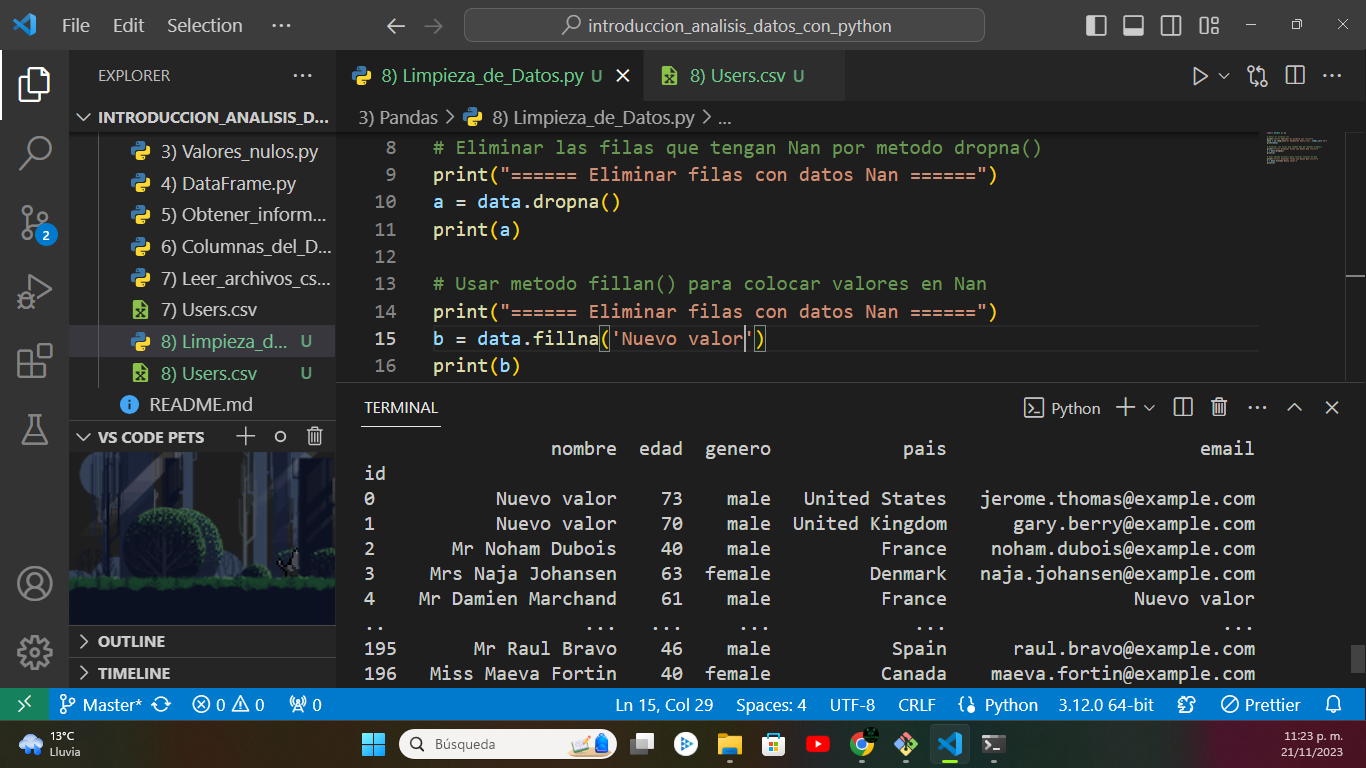 File Edit Selection ···
introduccion_analisis_datos_con_python
EXPLORER ···
INTRODUCCION_ANALISIS_D...
3) Valores_nulos.py
4) DataFrame.py
5) Obtener_inform...
6) Columnas_del_D...
7) Leer_archivos_cs...
7) Users.csv
8) Limpieza_d... U
8) Users.csv U
README.md
VS CODE PETS
OUTLINE
TIMELINE
8) Limpieza_de_Datos.py U
8) Users.csv U
3) Pandas > 8) Limpieza_de_Datos.py > ...
8 # Eliminar las filas que tengan Nan por metodo dropna()
9 print("====== Eliminar filas con datos Nan ======")
10 a = data.dropna()
11 print(a)
12
13 # Usar metodo fillan() para colocar valores en Nan
14 print("====== Eliminar filas con datos Nan ======")
15 b = data.fillna('Nuevo valor')
16 print(b)
TERMINAL
Python
nombre edad genero pais email
id
0 Nuevo valor 73 male United States jerome.thomas@example.com
1 Nuevo valor 70 male United Kingdom gary.berry@example.com
2 Mr Noham Dubois 40 male France noham.dubois@example.com
3 Mrs Naja Johansen 63 female Denmark naja.johansen@example.com
4 Mr Damien Marchand 61 male France Nuevo valor
.. ... ... ... ... ...
195 Mr Raul Bravo 46 male Spain raul.bravo@example.com
196 Miss Maeva Fortin 40 female Canada maeva.fortin@example.com
2
Master* 0 0 0 Ln 15, Col 29 Spaces: 4 UTF-8 CRLF Python 3.12.0 64-bit Prettier
13°C
Lluvia
Búsqueda
11:23 p. m.
21/11/2023